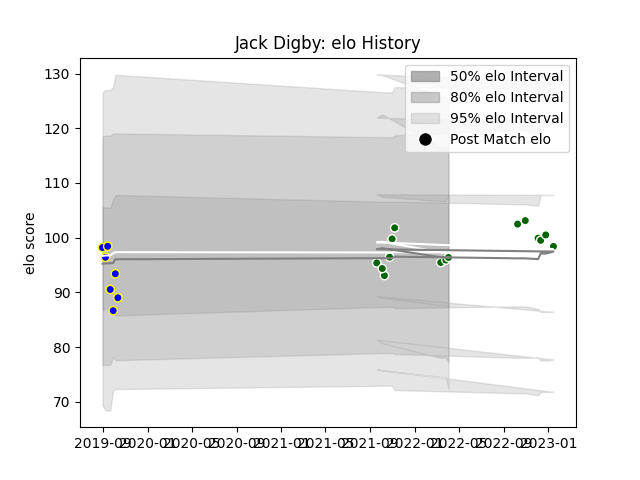 Jack Digby: elo History
130
120
110
100
90
80
70
elo score
50% elo Interval
80% elo Interval
95% elo Interval
Post Match elo
2019-09 2020-01 2020-05 2020-09 2021-01 2021-05 2021-09 2022-01 2022-05 2022-09 2023-01